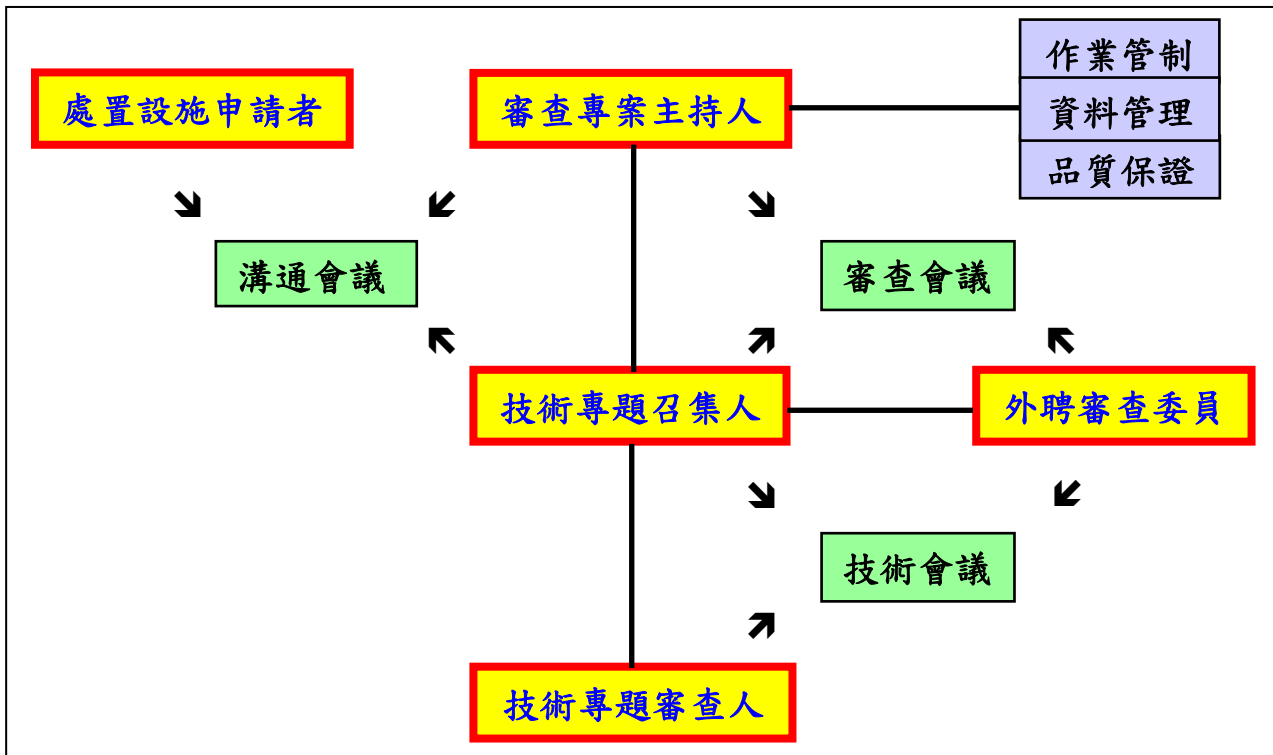 作業管制
處置設施申請者
審查專案主持人
資料管理
品質保證
溝通會議
審查會議
技術專題召集人
外聘審查委員
技術會議
技術專題審查人